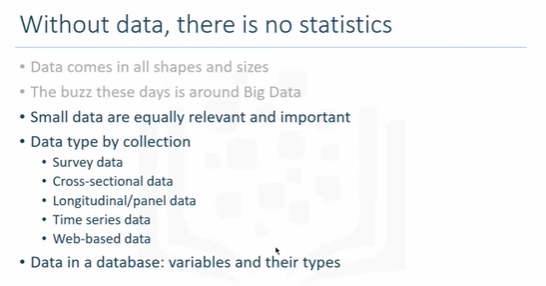 Without data, there is no statistics
• Data comes in all shapes and sizes
• The buzz these days is around Big Data
• Small data are equally relevant and important
• Data type by collection
• Survey data
• Cross-sectional data
• Longitudinal/panel data
• Time series data
• Web-based data
• Data in a database: variables and their types